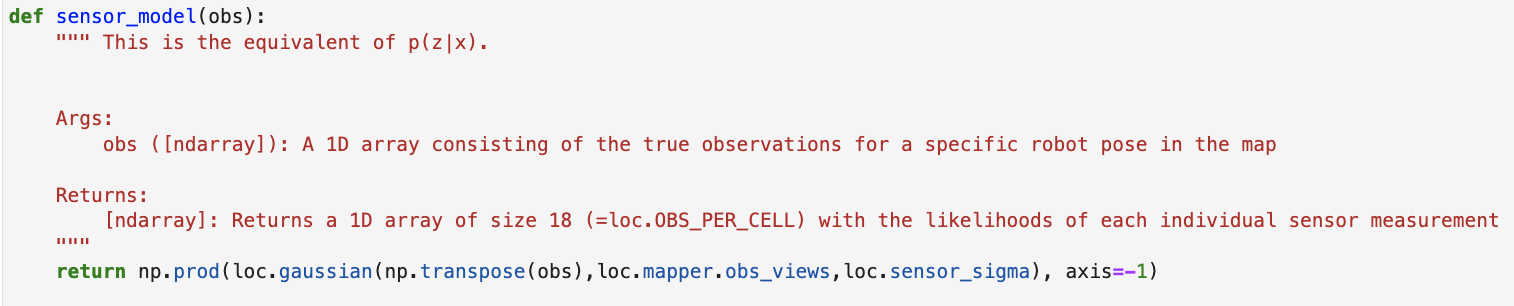 def sensor_model(obs):
    """ This is the equivalent of p(z|x).
    Args:
        obs ([ndarray]): A 1D array consisting of the true observations for a specific robot pose in the map
    Returns:
        [ndarray]: Returns a 1D array of size 18 (=loc.OBS_PER_CELL) with the likelihoods of each individual sensor measurement
    """
    return np.prod(loc.gaussian(np.transpose(obs),loc.mapper.obs_views,loc.sensor_sigma), axis=-1)